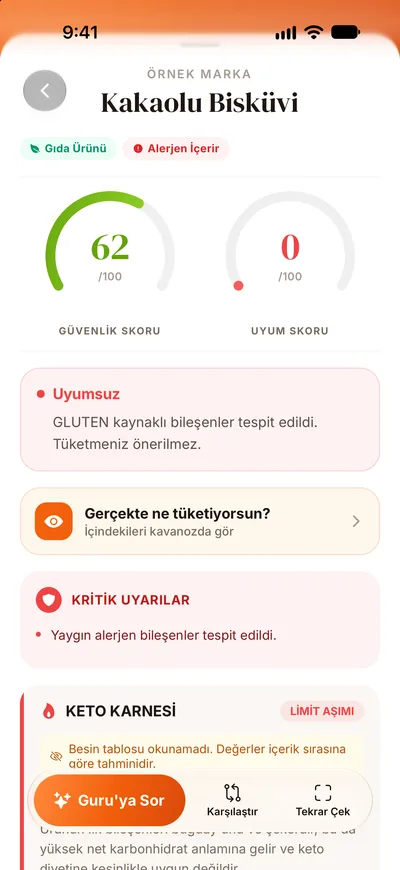 9:41
ÖRNEK MARKA
Kakaolu Bisküvi
Gıda Ürünü
Alerjen İçerir
62
/100
0
/100
GÜVENLİK SKORU
UYUM SKORU
Uyumsuz
GLUTEN kaynaklı bileşenler tespit edildi.
Tüketmeniz önerilmez.
Gerçekte ne tüketiyorsun?
İçindekileri kavanozda gör
KRİTİK UYARILAR
Yaygın alerjen bileşenler tespit edildi.
KETO KARNESİ
LİMİT AŞIMI
Besin tablosu okunamadı. Değerler içerik sırasına
göre tahminidir.
Guru'ya Sor
Karşılaştır
Tekrar Çek
yüksek net karbonhidrat anlamına gelir ve keto
diyetine kesinlikle uygun değildir.